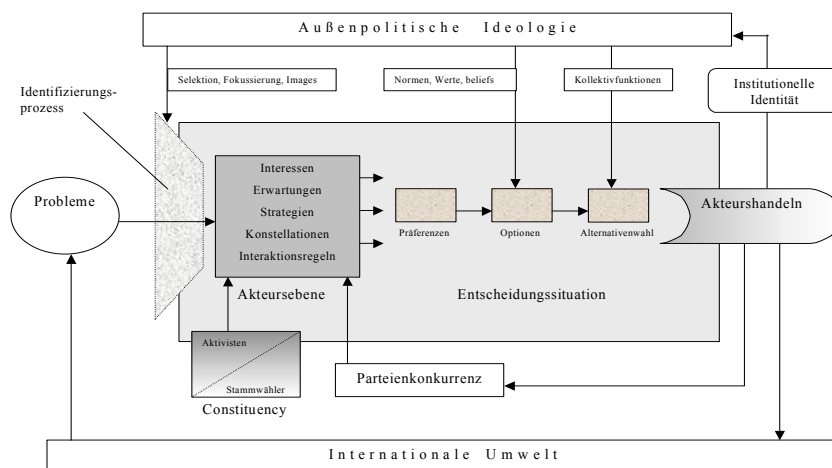 Außenpolitische Ideologie
Selektion, Fokussierung, Images
Normen, Werte, beliefs
Kollektivfunktionen
Institutionelle
Identität
Identifizierungs-
prozess
Probleme
Interessen
Erwartungen
Strategien
Konstellationen
Interaktionsregeln
Akteursebene
Präferenzen
Optionen
Alternativenwahl
Akteurshandeln
Entscheidungssituation
Aktivisten
Stammwähler
Constituency
Parteienkonkurrenz
Internationale Umwelt